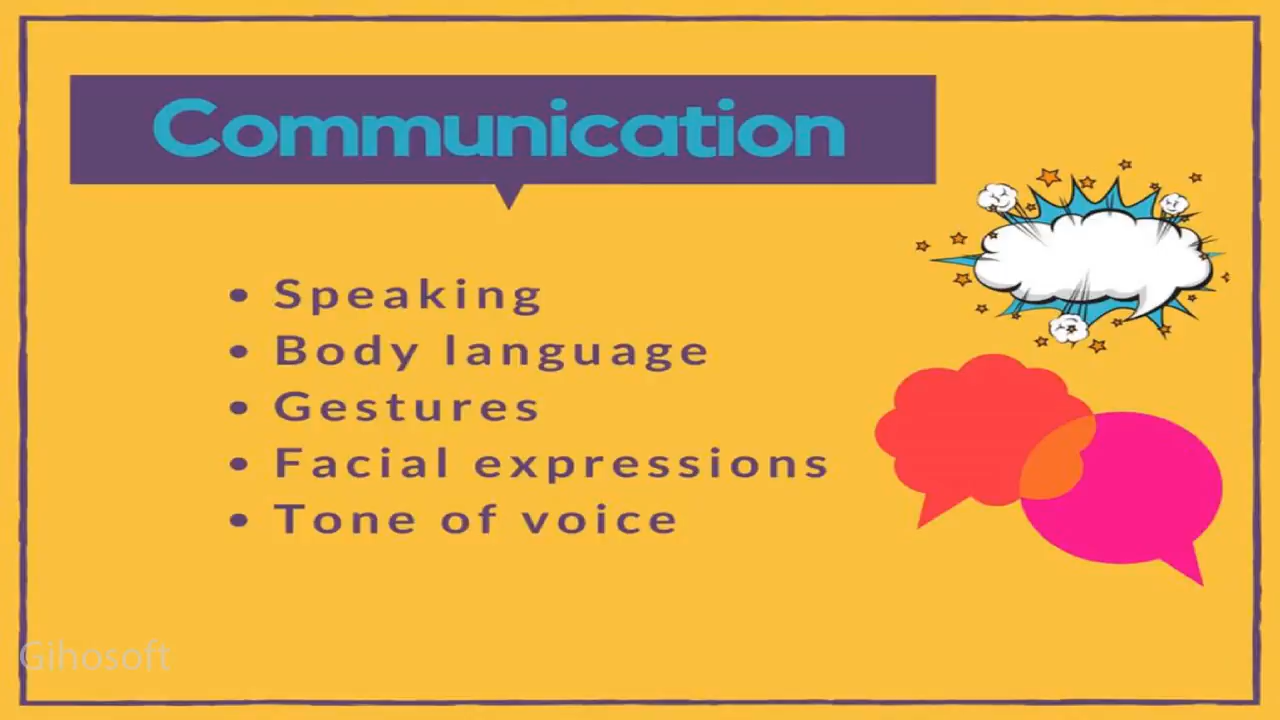 Communication
• Speaking
• Body language
• Gestures
• Facial expressions
• Tone of voice
Gihosoft